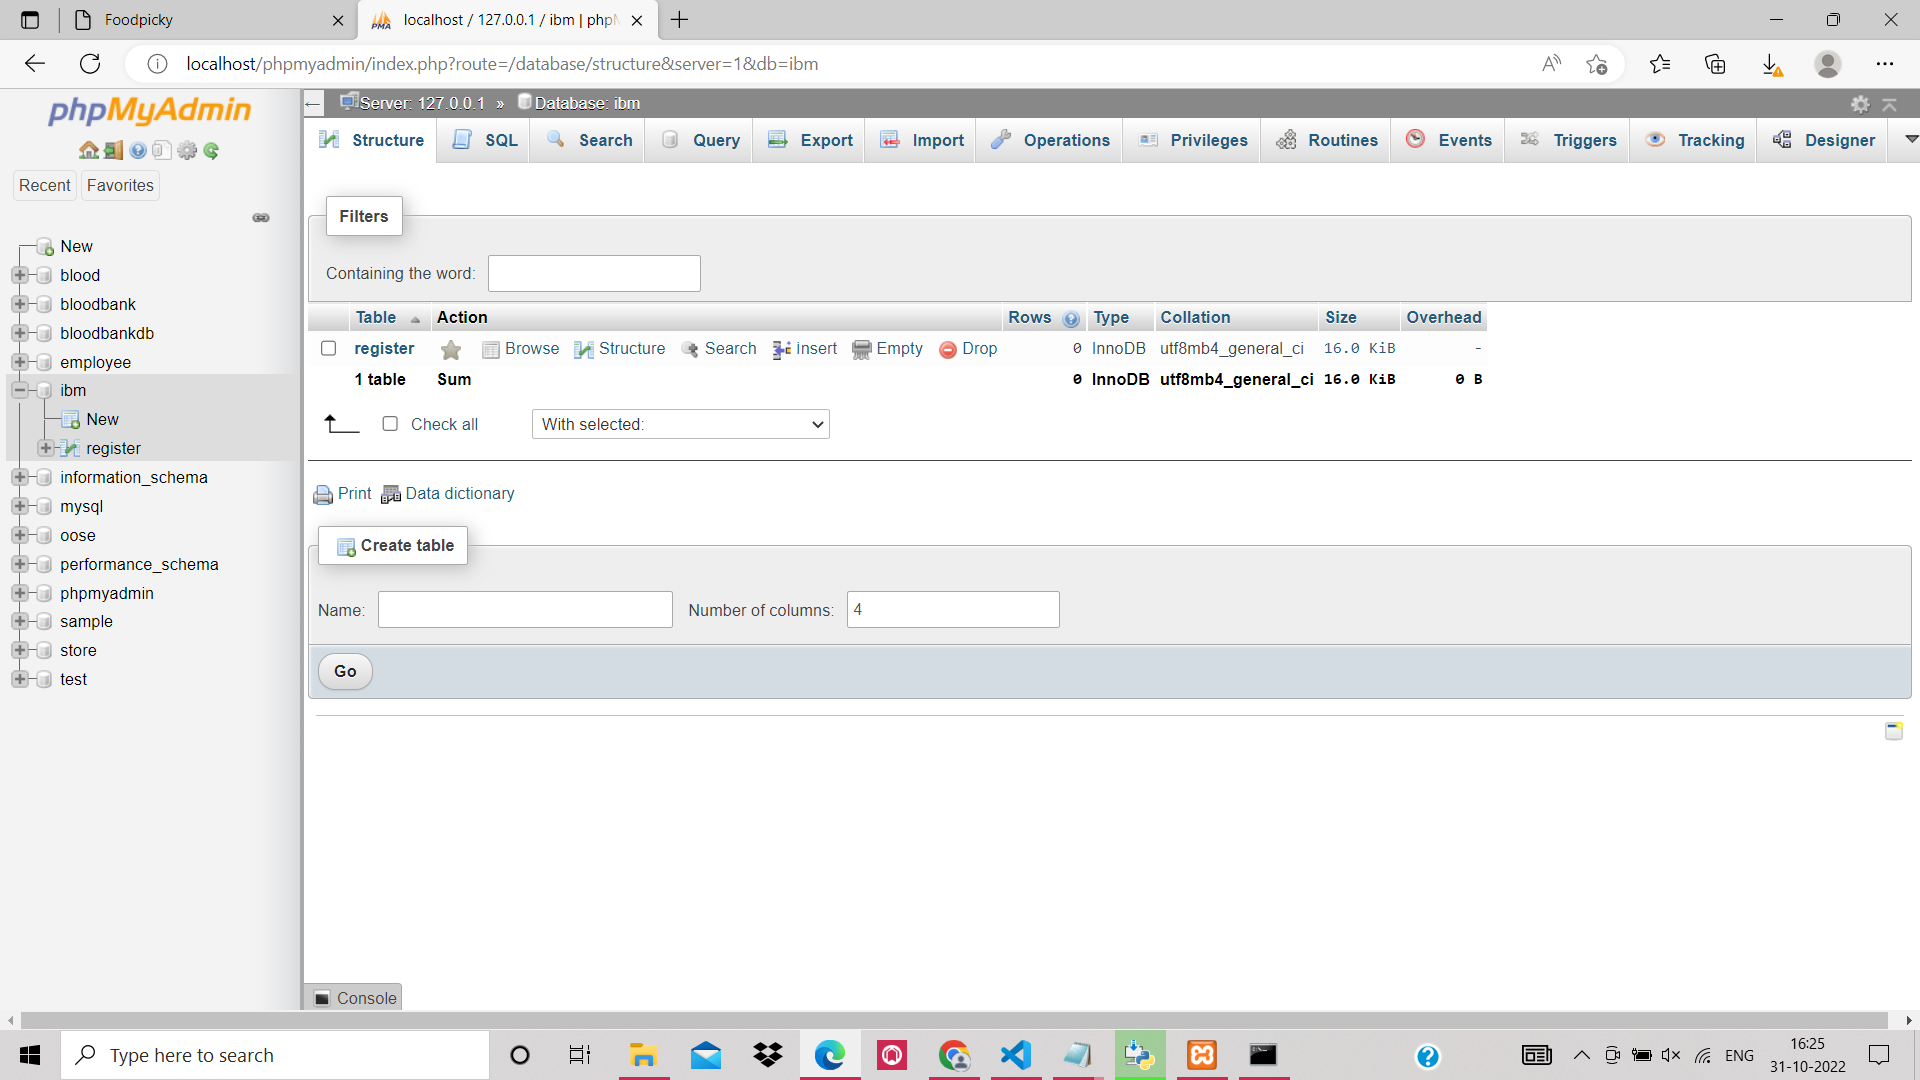 Foodpicky
localhost / 127.0.0.1 / ibm | phpM
localhost/phpmyadmin/index.php?route=/database/structure&server=1&db=ibm
phpMyAdmin
Recent
Favorites
New
blood
bloodbank
bloodbankdb
employee
ibm
New
register
information_schema
mysql
oose
performance_schema
phpmyadmin
sample
store
test
Server: 127.0.0.1 » Database: ibm
Structure SQL Search Query Export Import Operations Privileges Routines Events Triggers Tracking Designer
Filters
Containing the word:
Table Action Rows Type Collation Size Overhead
register Browse Structure Search Insert Empty Drop 0 InnoDB utf8mb4_general_ci 16.0 KiB -
1 table Sum 0 InnoDB utf8mb4_general_ci 16.0 KiB 0 B
Check all With selected:
Print Data dictionary
Create table
Name: Number of columns: 4
Go
Console
Type here to search
ENG
16:25
31-10-2022